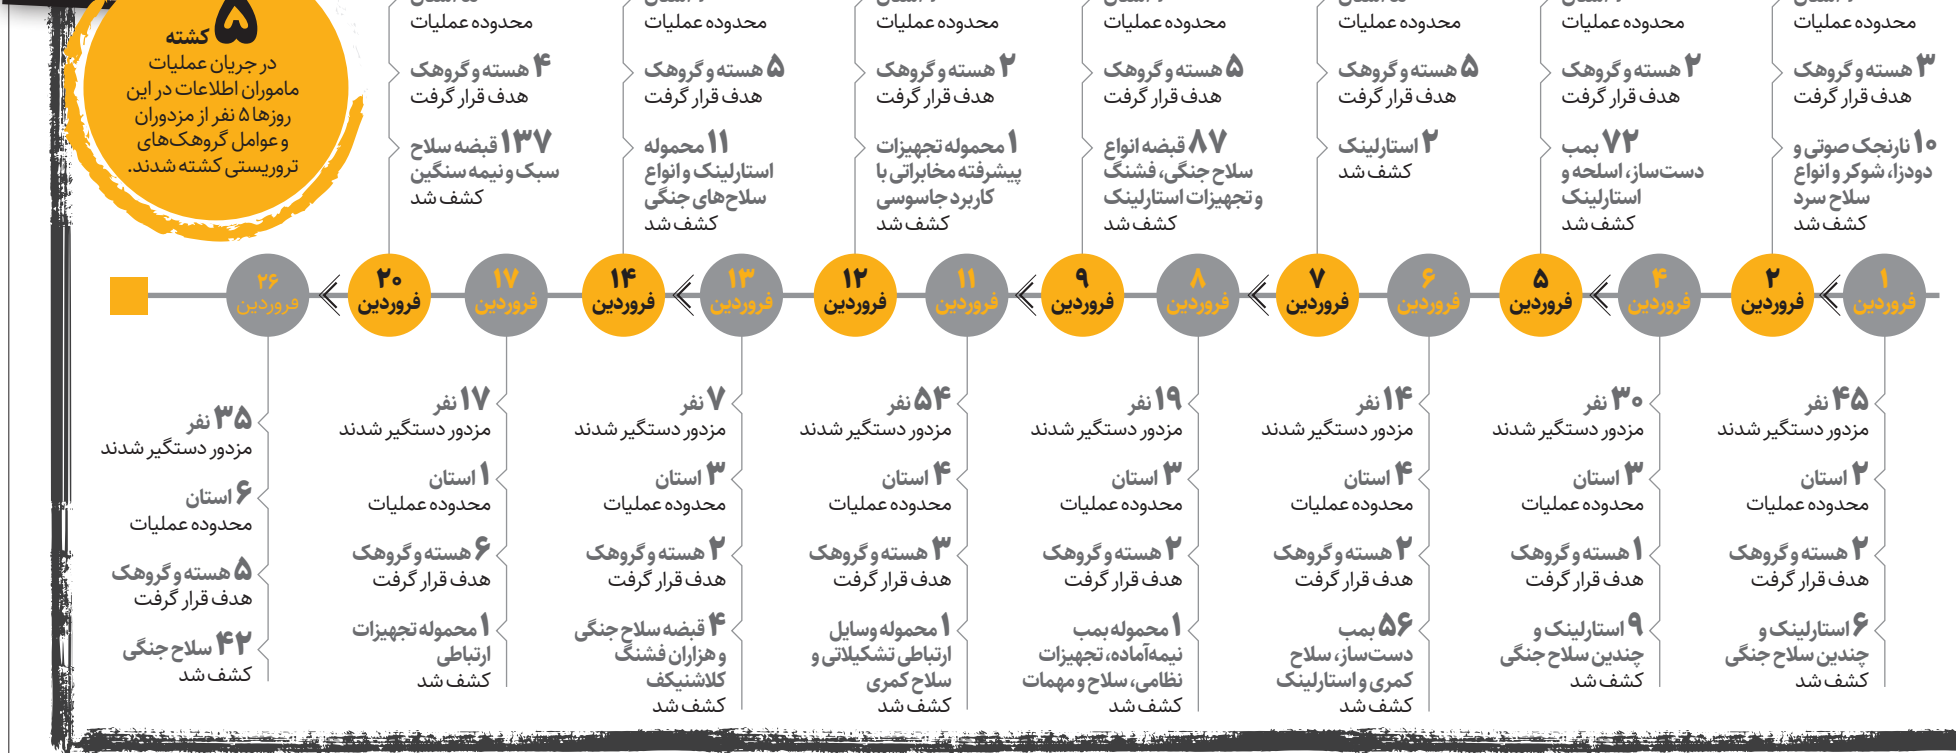 ۵ کشته
در جریان عملیات
ماموران اطلاعات در این
روزها ۵ نفر از مزدوران
و عوامل گروهک‌های
تروریستی کشته شدند.
محدوده عملیات
۳ هسته و گروهک
هدف قرار گرفت
۱۰ نارنجک صوتی و
دودزا، شوکر و انواع
سلاح سرد
کشف شد
محدوده عملیات
۲ هسته و گروهک
هدف قرار گرفت
۷۲ بمب
دست‌ساز، اسلحه و
استارلینک
کشف شد
محدوده عملیات
۵ هسته و گروهک
هدف قرار گرفت
۲ استارلینک
کشف شد
محدوده عملیات
۵ هسته و گروهک
هدف قرار گرفت
۸۷ قبضه انواع
سلاح جنگی، فشنگ
و تجهیزات استارلینک
کشف شد
محدوده عملیات
۲ هسته و گروهک
هدف قرار گرفت
۱ محموله تجهیزات
پیشرفته مخابراتی با
کاربرد جاسوسی
کشف شد
محدوده عملیات
۵ هسته و گروهک
هدف قرار گرفت
۱۱ محموله
استارلینک و انواع
سلاح‌های جنگی
کشف شد
محدوده عملیات
۴ هسته و گروهک
هدف قرار گرفت
۱۳۷ قبضه سلاح
سبک و نیمه سنگین
کشف شد
۱
فروردین
۲
فروردین
۴
فروردین
۵
فروردین
۶
فروردین
۷
فروردین
۸
فروردین
۹
فروردین
۱۱
فروردین
۱۲
فروردین
۱۳
فروردین
۱۴
فروردین
۱۷
فروردین
۲۰
فروردین
۲۶
فروردین
۴۵ نفر
مزدور دستگیر شدند
۲ استان
محدوده عملیات
۲ هسته و گروهک
هدف قرار گرفت
۶ استارلینک و
چندین سلاح جنگی
کشف شد
۳۰ نفر
مزدور دستگیر شدند
۳ استان
محدوده عملیات
۱ هسته و گروهک
هدف قرار گرفت
۹ استارلینک و
چندین سلاح جنگی
کشف شد
۱۴ نفر
مزدور دستگیر شدند
۴ استان
محدوده عملیات
۲ هسته و گروهک
هدف قرار گرفت
۵۶ بمب
دست‌ساز، سلاح
کمری و استارلینک
کشف شد
۱۹ نفر
مزدور دستگیر شدند
۳ استان
محدوده عملیات
۲ هسته و گروهک
هدف قرار گرفت
۱ محموله بمب
نیمه‌آماده، تجهیزات
نظامی، سلاح و مهمات
کشف شد
۵۴ نفر
مزدور دستگیر شدند
۴ استان
محدوده عملیات
۳ هسته و گروهک
هدف قرار گرفت
۱ محموله وسایل
ارتباطی تشکیلاتی و
سلاح کمری
کشف شد
۷ نفر
مزدور دستگیر شدند
۳ استان
محدوده عملیات
۲ هسته و گروهک
هدف قرار گرفت
۴ قبضه سلاح جنگی
و هزاران فشنگ
کلاشنیکف
کشف شد
۱۷ نفر
مزدور دستگیر شدند
۱ استان
محدوده عملیات
۶ هسته و گروهک
هدف قرار گرفت
۱ محموله تجهیزات
ارتباطی
کشف شد
۳۵ نفر
مزدور دستگیر شدند
۶ استان
محدوده عملیات
۵ هسته و گروهک
هدف قرار گرفت
۴۲ سلاح جنگی
کشف شد